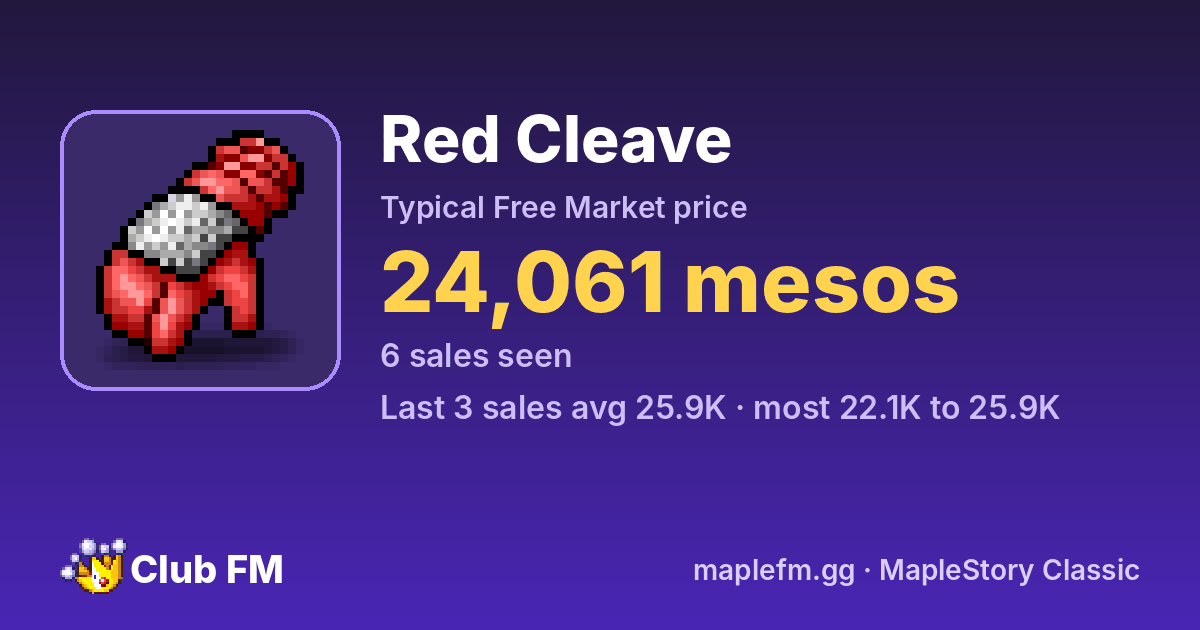 Red Cleave
Typical Free Market price
24,061 mesos
6 sales seen
Last 3 sales avg 25.9K · most 22.1K to 25.9K
Club FM
maplefm.gg · MapleStory Classic